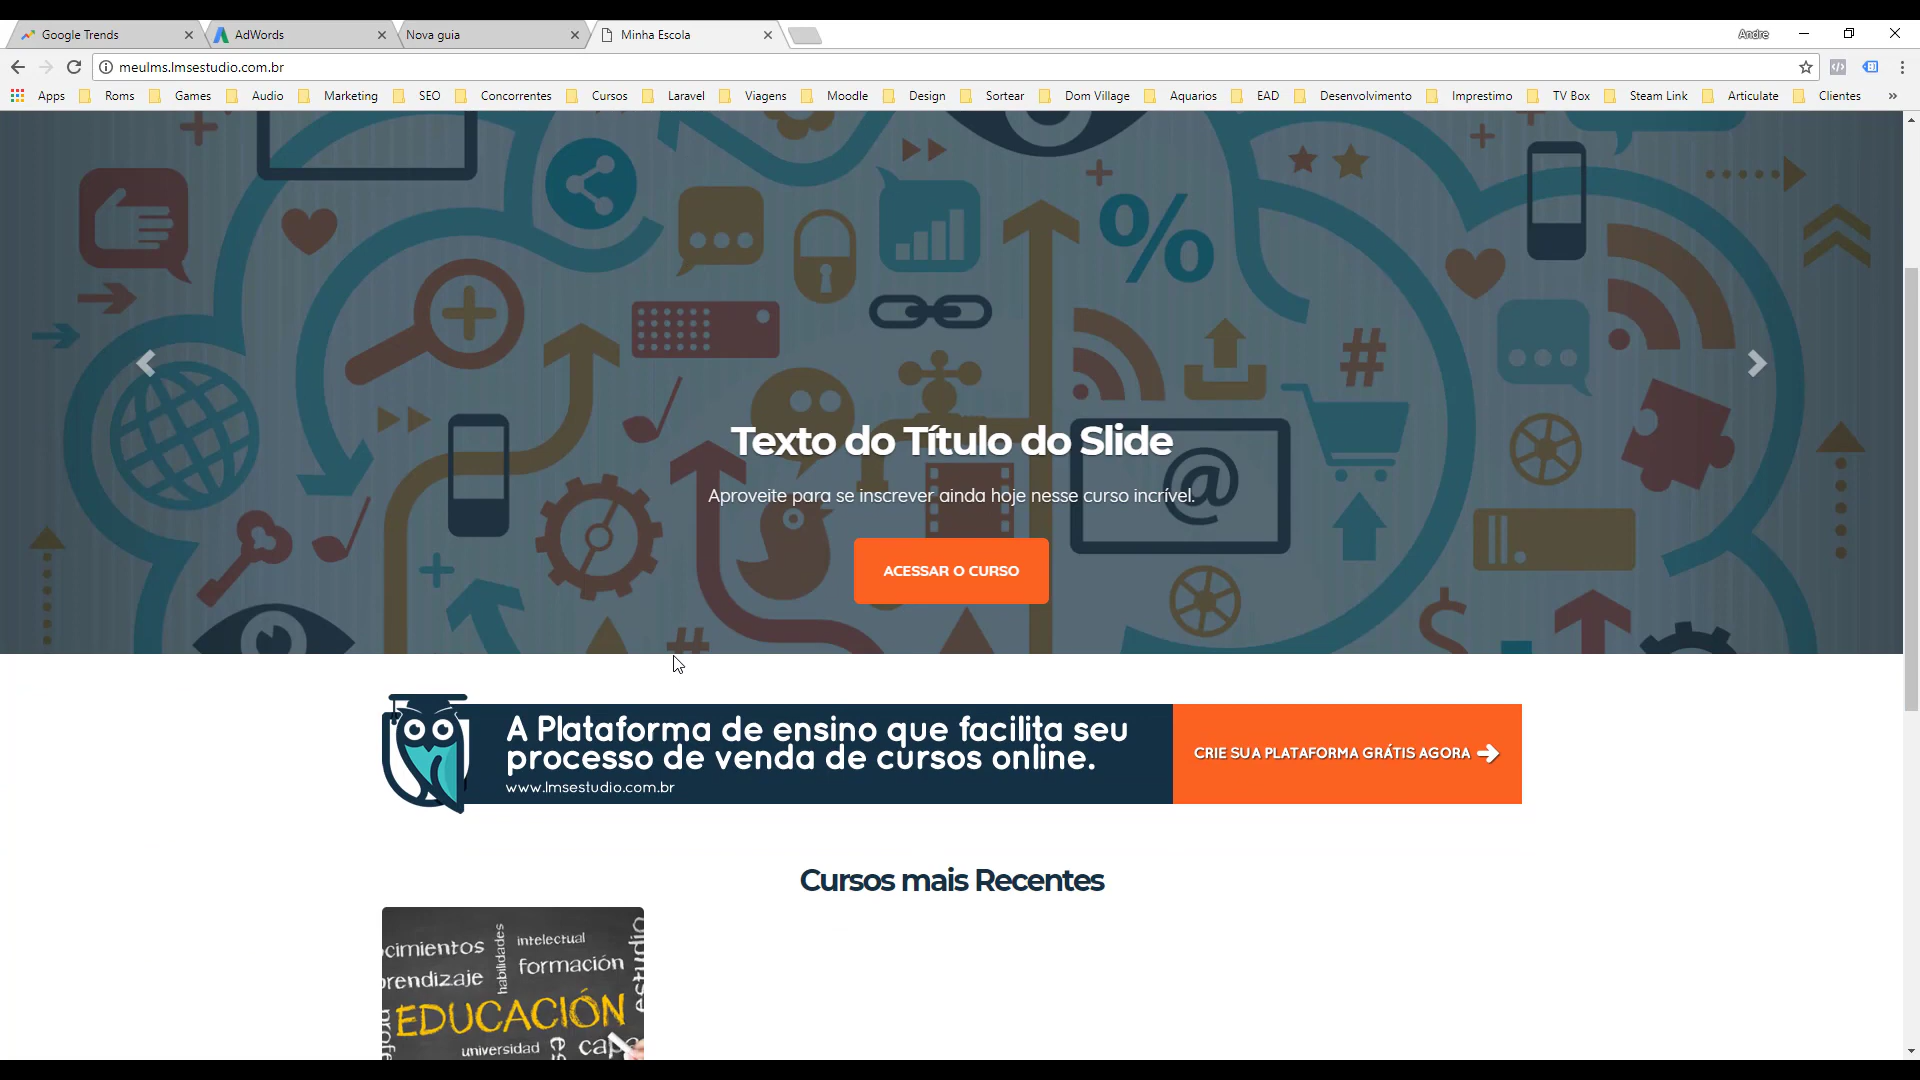 Google Trends
AdWords
Nova guia
Minha Escola
Andre
meulms.lmsestudio.com.br
Apps Roms Games Audio Marketing SEO Concorrentes Cursos Laravel Viagens Moodle Design Sortear Dom Village Aquarios EAD Desenvolvimento Imprestimo TV Box Steam Link Articulate Clientes »
%
#
@
Texto do Título do Slide
Aproveite para se inscrever ainda hoje nesse curso incrível.
ACESSAR O CURSO
#
$
A Plataforma de ensino que facilita seu
processo de venda de cursos online.
www.lmsestudio.com.br
CRIE SUA PLATAFORMA GRÁTIS AGORA
Cursos mais Recentes
cimientos
habilidades
intelectual
estudio
prendizaje
formación
EDUCACIÓN
profe
universidad
es
capa